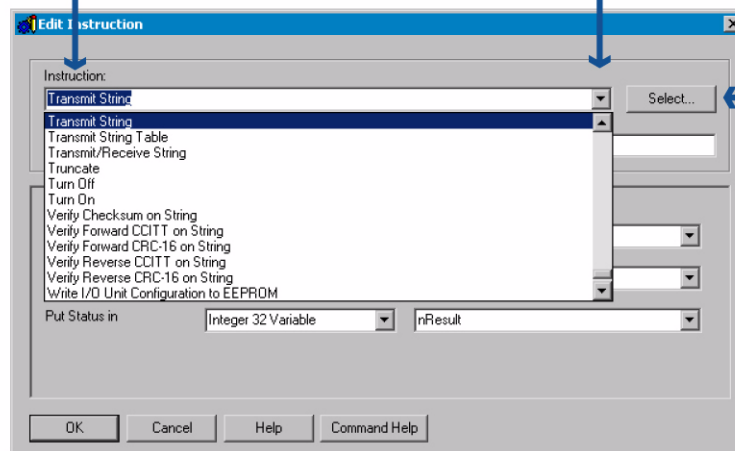 Edit Instruction
Instruction:
Transmit String
Select...
Transmit String
Transmit String Table
Transmit/Receive String
Truncate
Turn Off
Turn On
Verify Checksum on String
Verify Forward CCITT on String
Verify Forward CRC-16 on String
Verify Reverse CCITT on String
Verify Reverse CRC-16 on String
Write I/O Unit Configuration to EEPROM
Put Status in
Integer 32 Variable
nResult
OK
Cancel
Help
Command Help